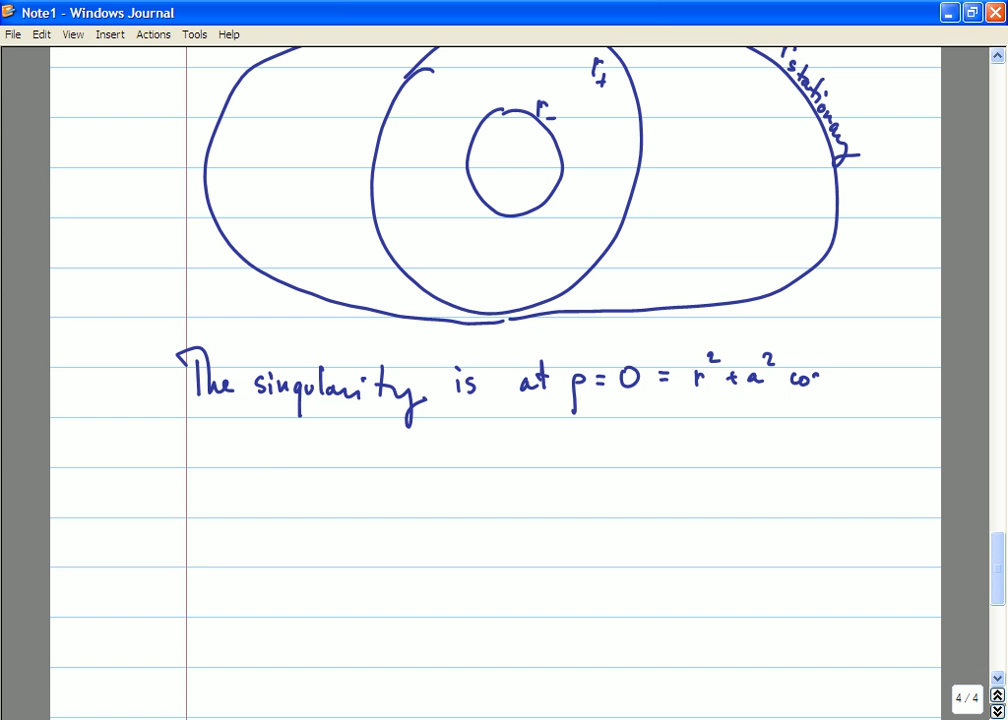 Note1 - Windows Journal
File Edit View Insert Actions Tools Help
r₊
r₋
r stationary
The singularity is at ρ = 0 = r² + a² cos
4 / 4